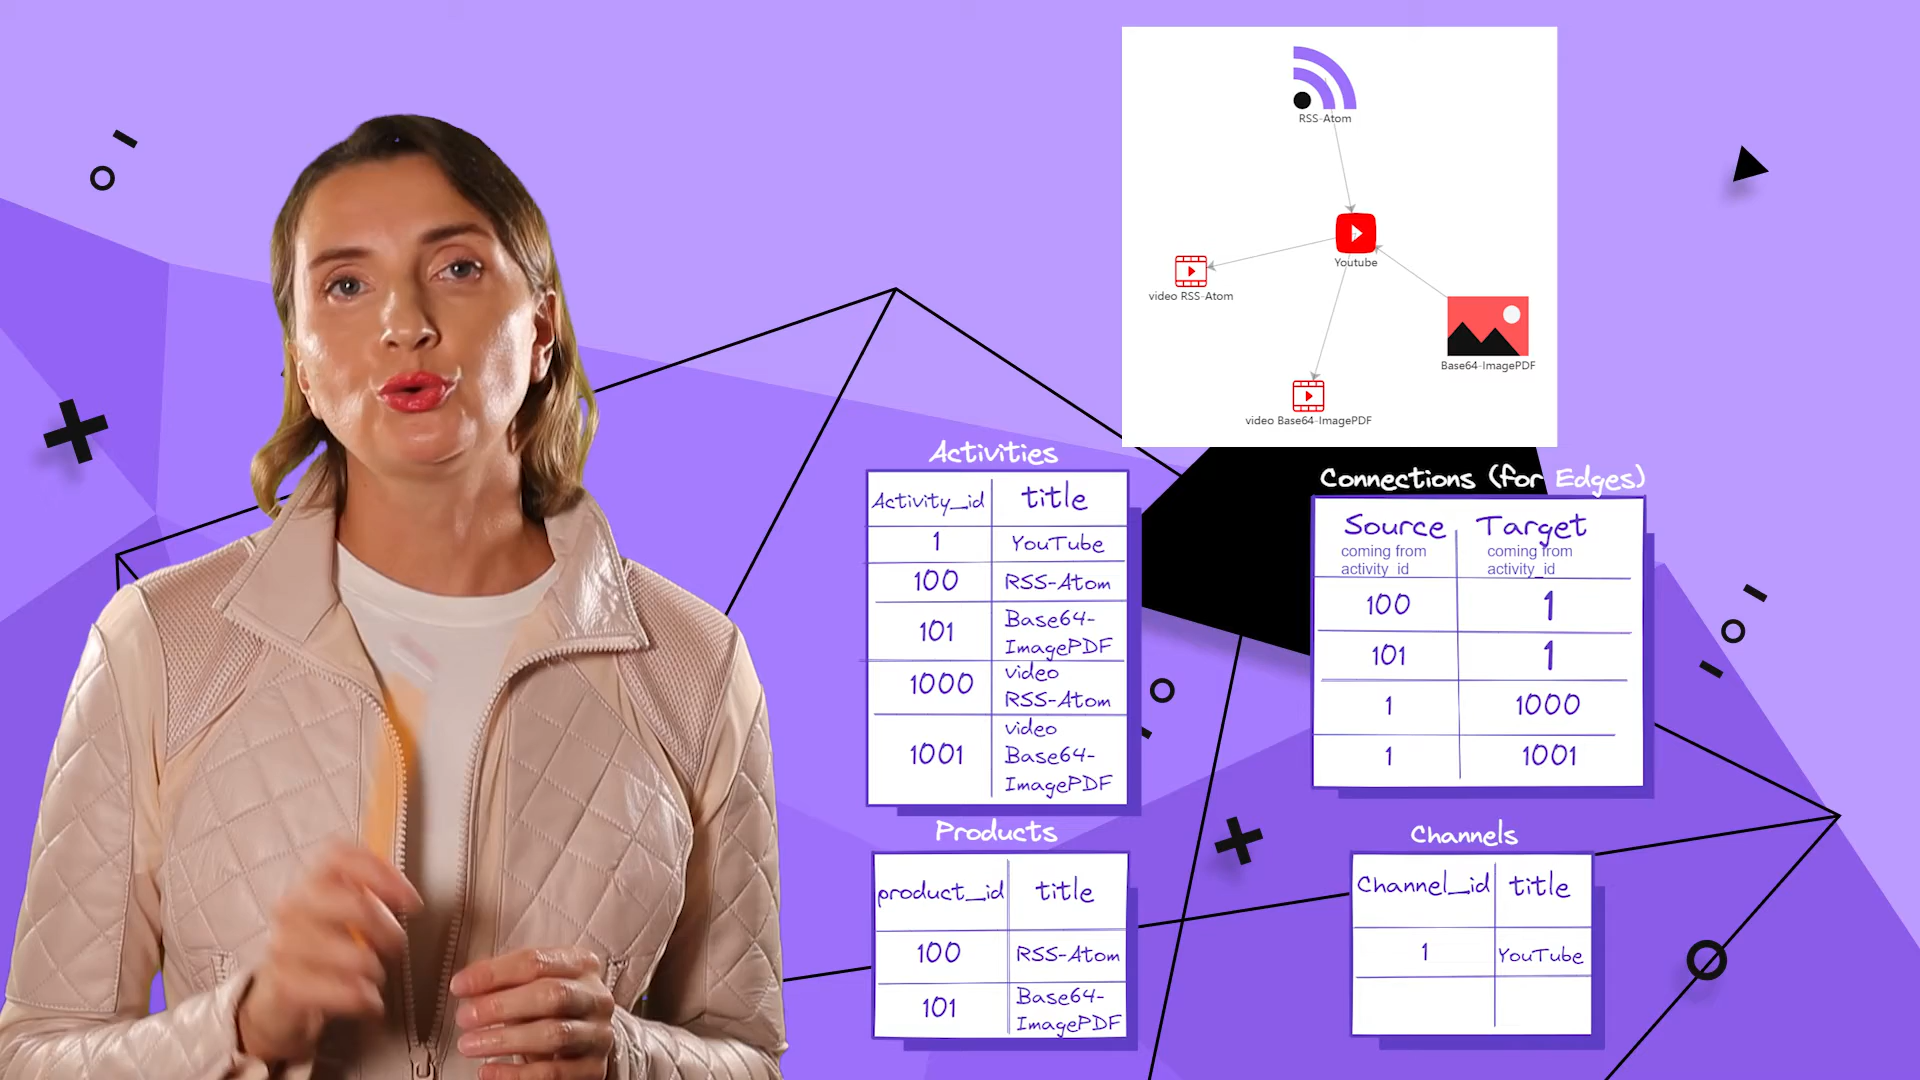 RSS-Atom
Youtube
video RSS-Atom
Base64-ImagePDF
video Base64-ImagePDF
Activities
Activity_id title
1 YouTube
100 RSS-Atom
101 Base64-
ImagePDF
1000 video
RSS-Atom
1001 video
Base64-
ImagePDF
Connections (for Edges)
Source Target
coming from coming from
activity_id activity_id
100 1
101 1
1 1000
1 1001
Products
product_id title
100 RSS-Atom
101 Base64-
ImagePDF
Channels
Channel_id title
1 YouTube